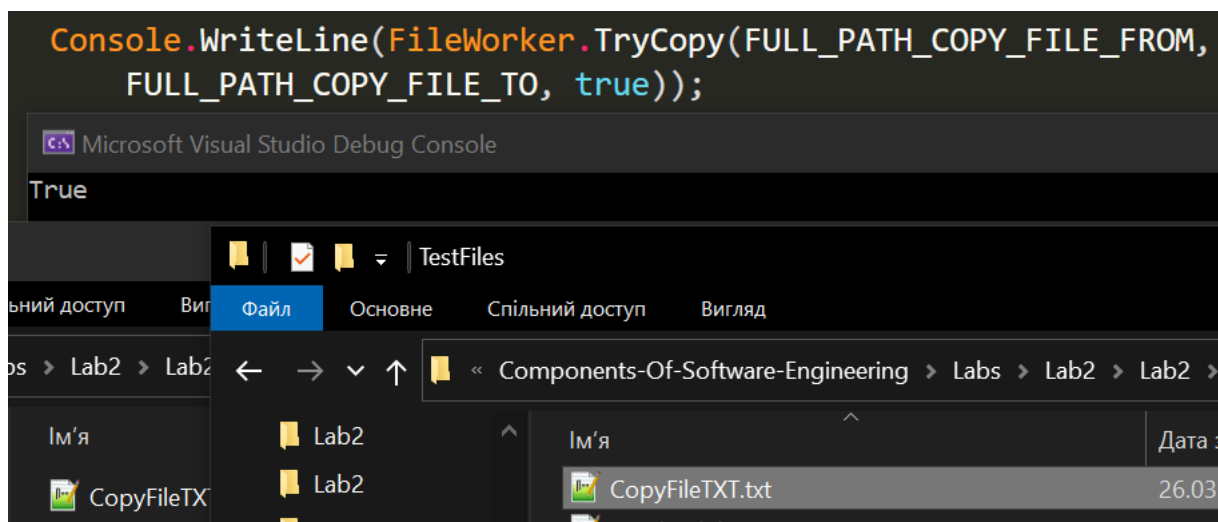 Console.WriteLine(FileWorker.TryCopy(FULL_PATH_COPY_FILE_FROM,
FULL_PATH_COPY_FILE_TO, true));
Microsoft Visual Studio Debug Console
True
TestFiles
Файл Основне Спільний доступ Вигляд
доступ
> Lab2 >
« Components-Of-Software-Engineering > Labs > Lab2 > Lab2 >
Ім'я
Lab2
Ім'я
Дата
CopyFileTX
Lab2
CopyFileTXT.txt
26.03